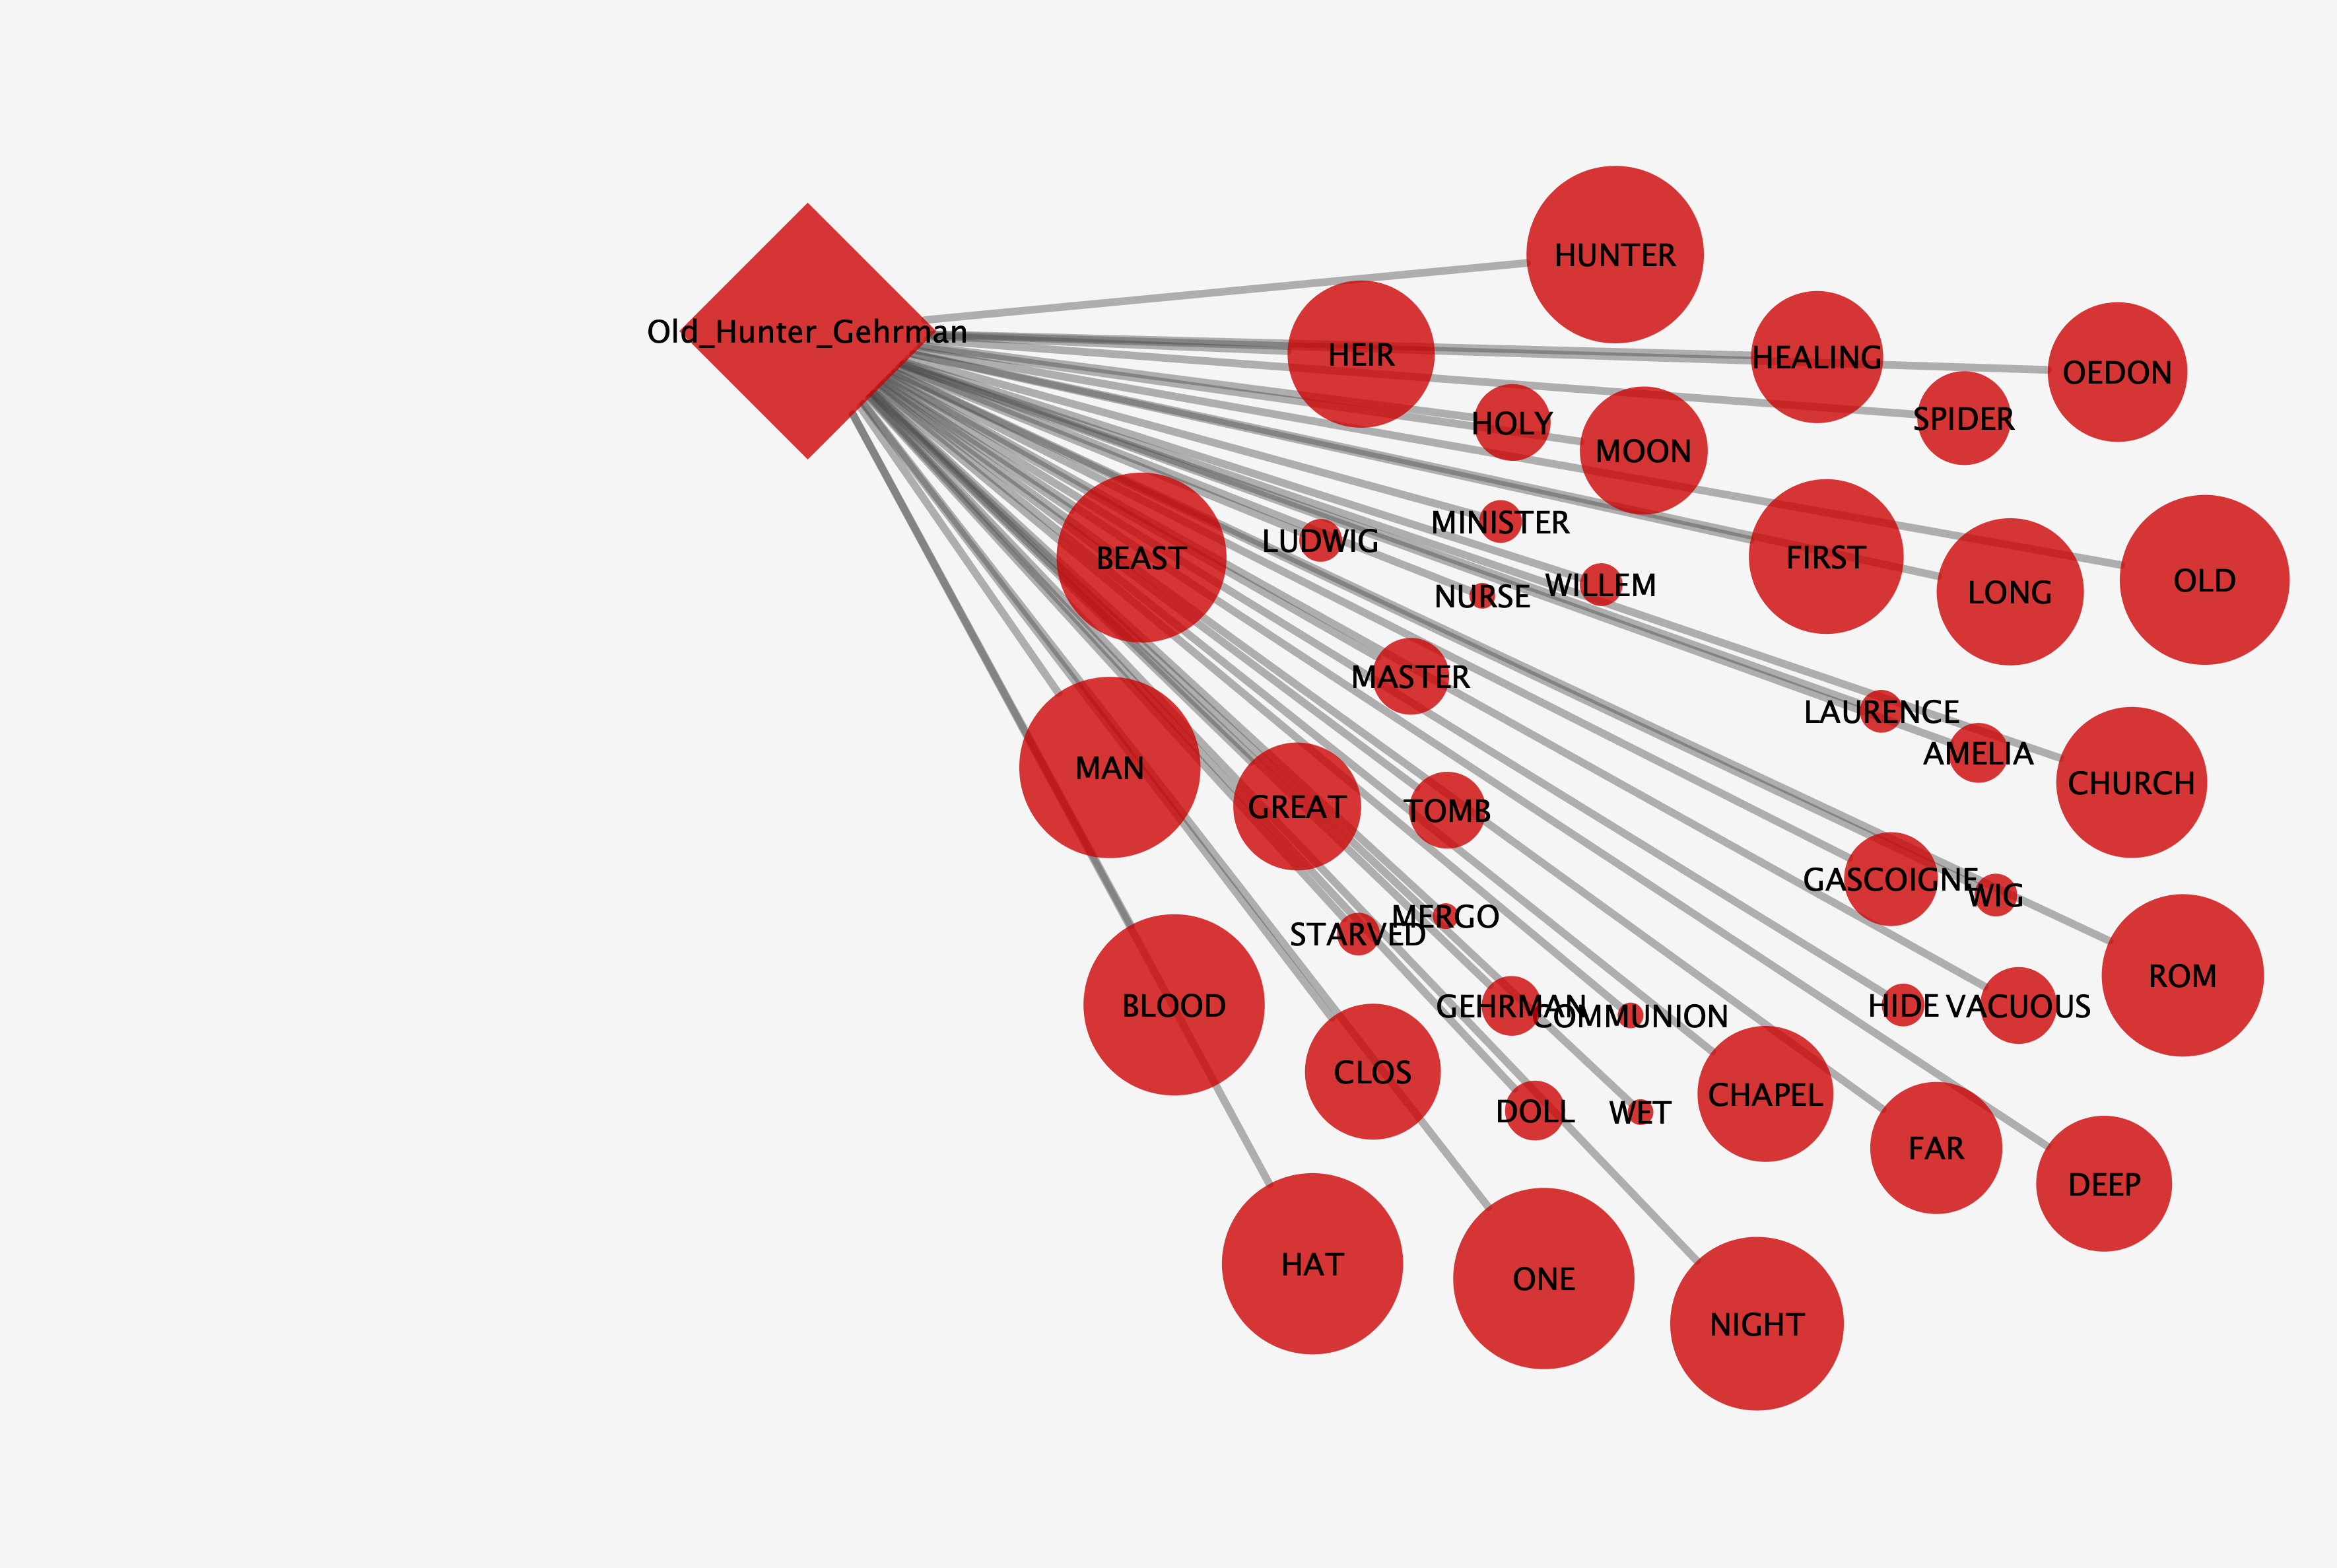 HUNTER
Old_Hunter_Gehrman
HEIR
HEALING
OEDON
SPIDER
HOLY
MOON
MINISTER
LUDWIG
BEAST
FIRST
OLD
LONG
WILLEM
NURSE
MASTER
LAURENCE
AMELIA
MAN
CHURCH
GREAT
TOMB
GASCOIGNE
WIG
MERGO
STARVED
ROM
BLOOD
GEHRMAN
COMMUNION
HIDE
VACUOUS
CLOS
CHAPEL
DOLL
WET
FAR
DEEP
HAT
ONE
NIGHT